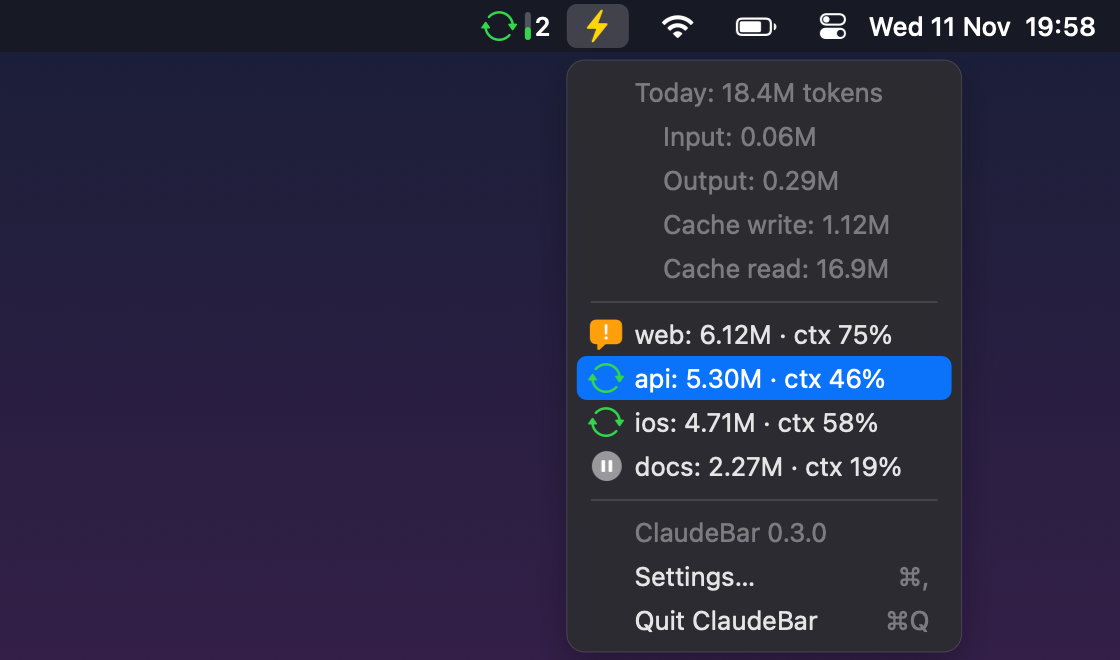 2 Wed 11 Nov 19:58
Today: 18.4M tokens
Input: 0.06M
Output: 0.29M
Cache write: 1.12M
Cache read: 16.9M
! web: 6.12M · ctx 75%
api: 5.30M · ctx 46%
ios: 4.71M · ctx 58%
docs: 2.27M · ctx 19%
ClaudeBar 0.3.0
Settings... ⌘,
Quit ClaudeBar ⌘Q